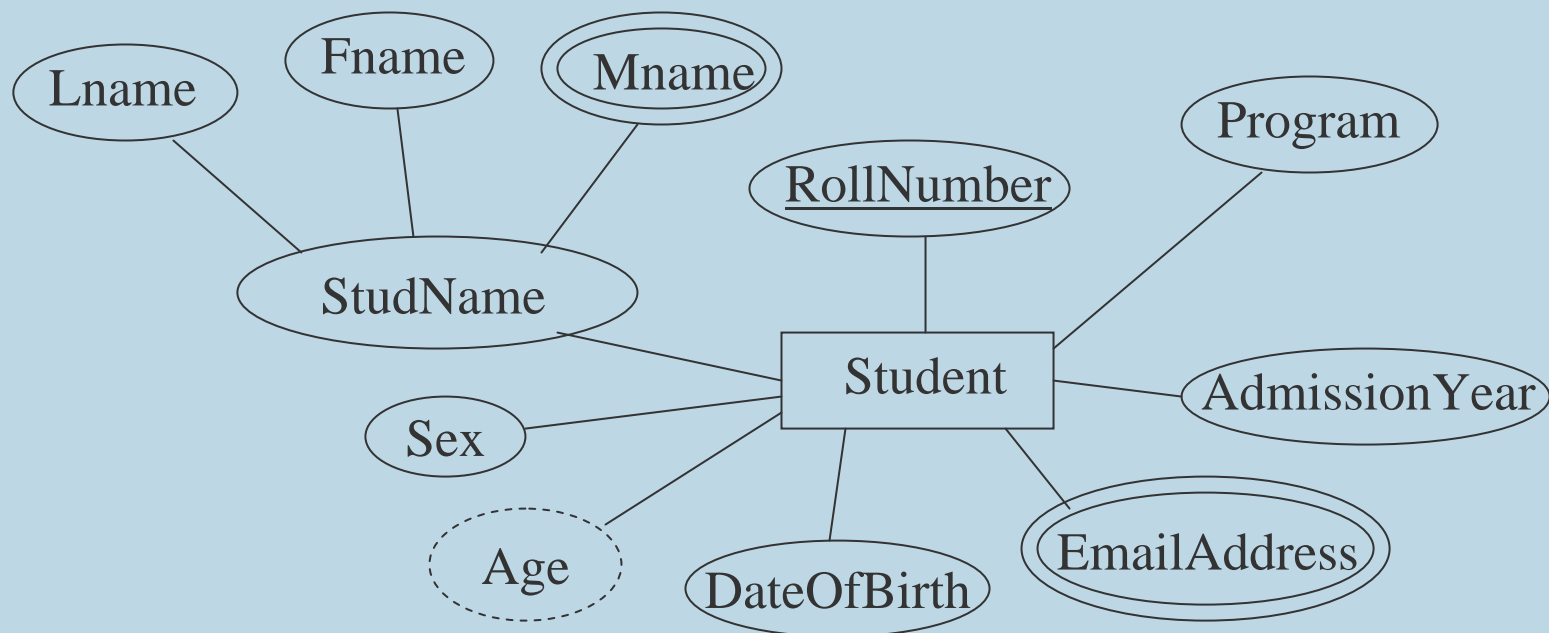 Fname
Mname
Lname
Program
RollNumber
StudName
Student
AdmissionYear
Sex
EmailAddress
Age
DateOfBirth